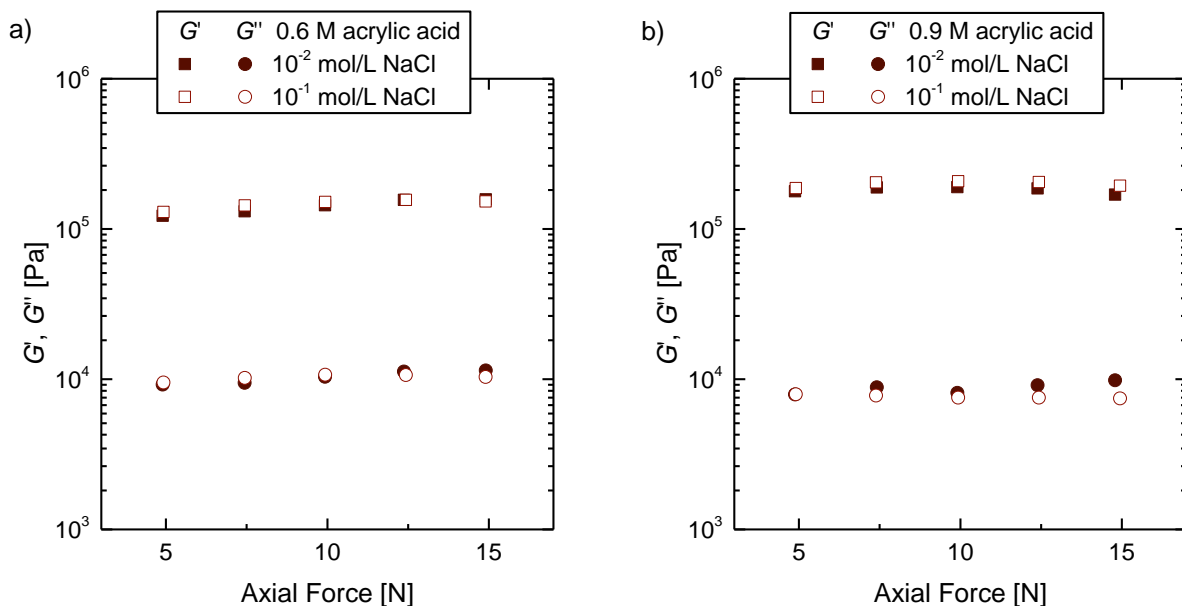 a)
G' G'' 0.6 M acrylic acid
10⁻² mol/L NaCl
10⁻¹ mol/L NaCl
10⁶
10⁵
10⁴
10³
G', G'' [Pa]
5 10 15
Axial Force [N]
b)
G' G'' 0.9 M acrylic acid
10⁻² mol/L NaCl
10⁻¹ mol/L NaCl
10⁶
10⁵
10⁴
10³
G', G'' [Pa]
5 10 15
Axial Force [N]